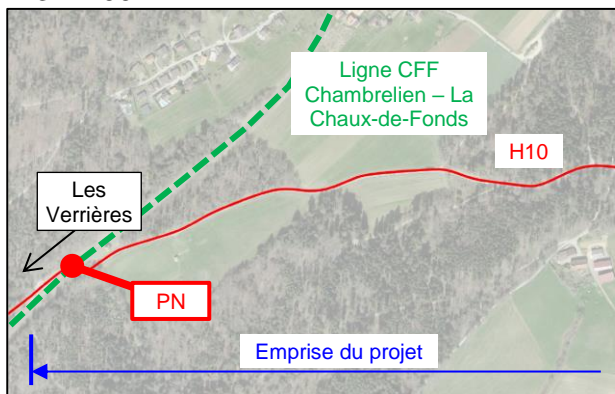 Ligne CFF
Chambrelien – La
Chaux-de-Fonds
H10
Les
Verrières
PN
Emprise du projet